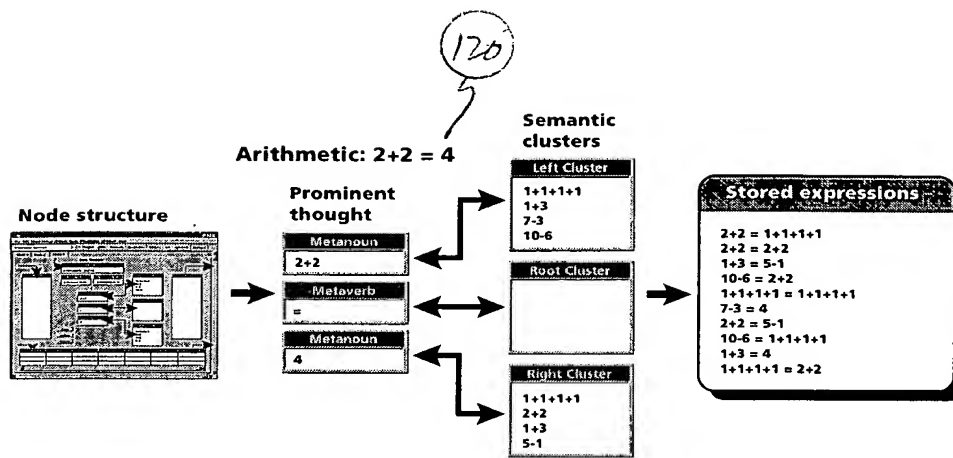 120
Arithmetic: 2+2 = 4
Node structure
Prominent
thought
Metanoun
2+2
Metaverb
=
Metanoun
4
Semantic
clusters
Left Cluster
1+1+1+1
1+3
7-3
10-6
Root Cluster
Right Cluster
1+1+1+1
2+2
1+3
5-1
Stored expressions
2+2 = 1+1+1+1
2+2 = 2+2
1+3 = 5-1
10-6 = 2+2
1+1+1+1 = 1+1+1+1
7-3 = 4
2+2 = 5-1
10-6 = 1+1+1+1
1+3 = 4
1+1+1+1 = 2+2